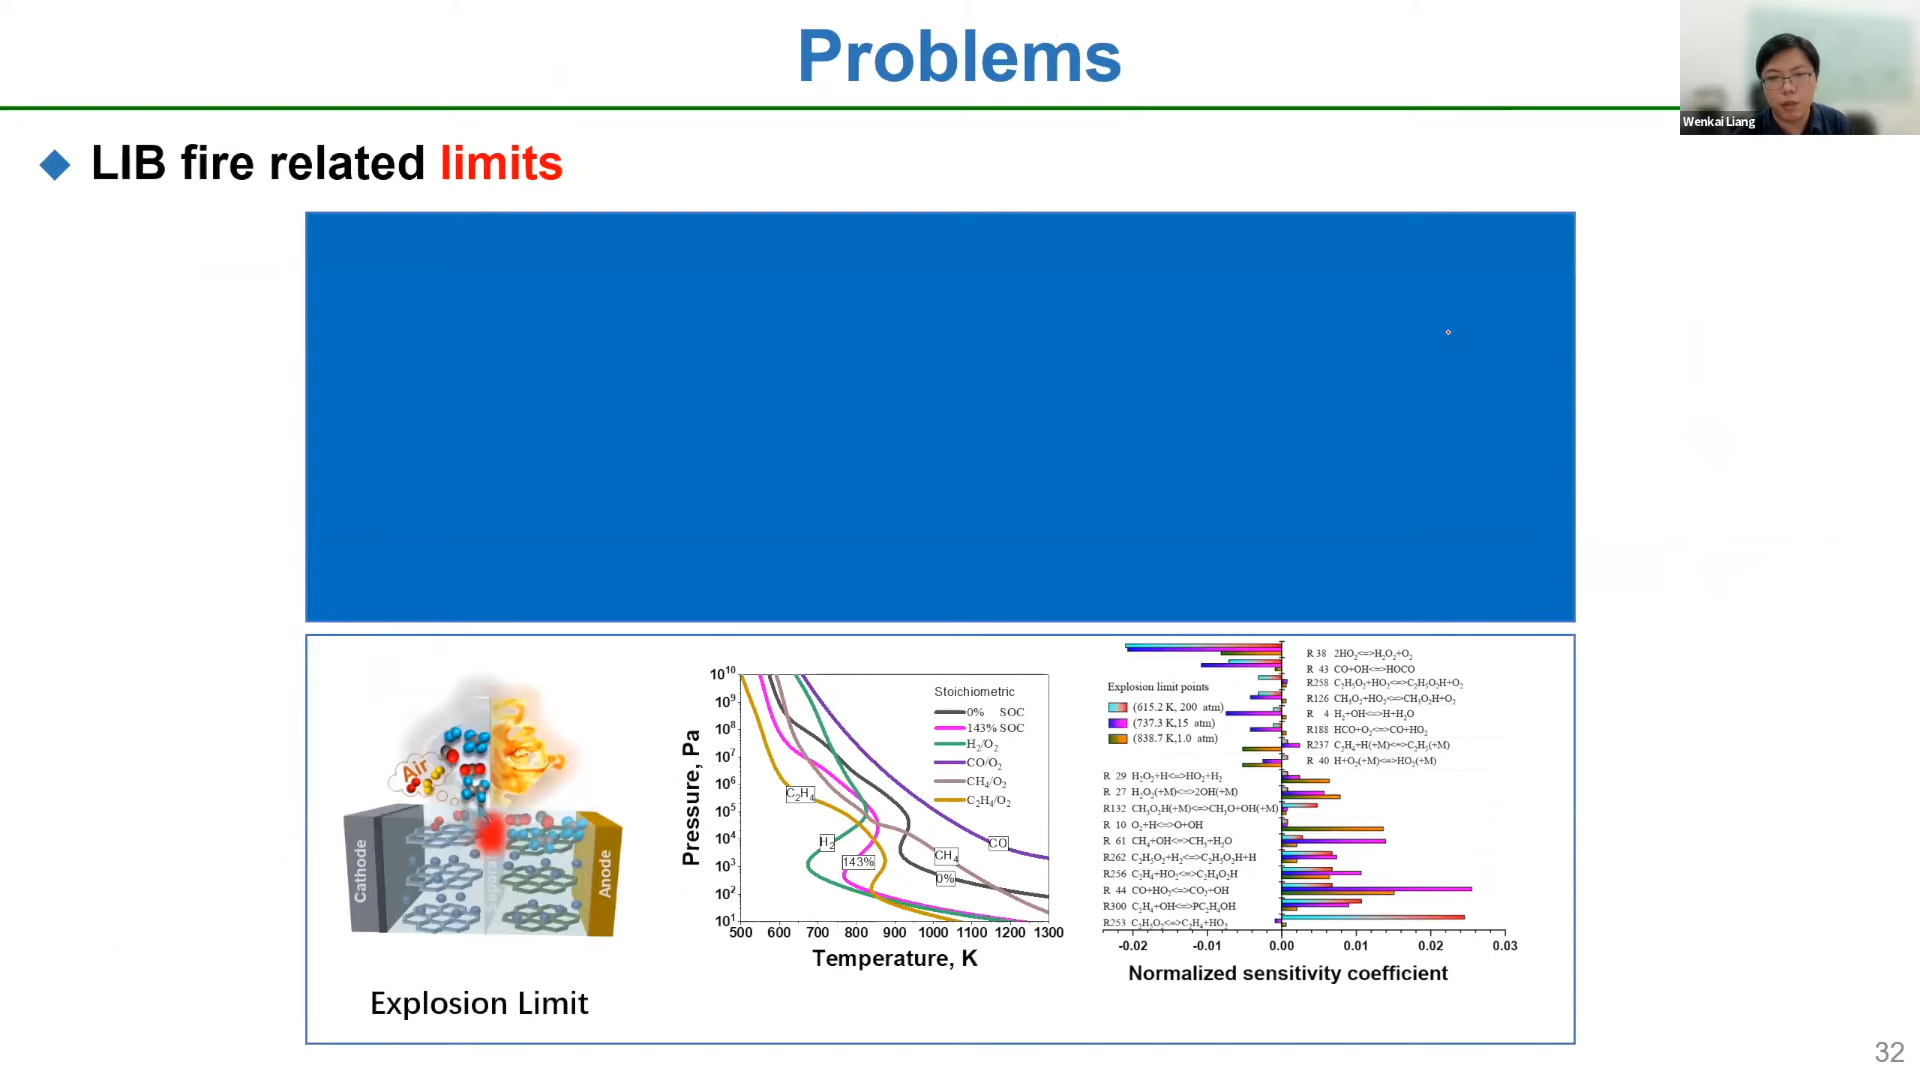 Problems
Wenkai Liang
LIB fire related limits
Air
Cathode
Anode
Explosion Limit
Pressure, Pa
10¹⁰
10⁹
10⁸
10⁷
10⁶
10⁵
10⁴
10³
10²
10¹
Stoichiometric
0% SOC
143% SOC
H₂/O₂
CO/O₂
CH₄/O₂
C₂H₄/O₂
C₂H₄
H₂
143%
CH₄
0%
CO
500 600 700 800 900 1000 1100 1200 1300
Temperature, K
Explosion limit points
(615.2 K, 200 atm)
(737.3 K,15 atm)
(838.7 K,1.0 atm)
R 38 2HO₂<=>H₂O₂+O₂
R 43 CO+OH<=>HOCO
R258 C₂H₅O₂+HO₂<=>C₂H₅O₂H+O₂
R126 CH₃O₂+HO₂<=>CH₃O₂H+O₂
R 4 H₂+OH<=>H+H₂O
R188 HCO+O₂<=>CO+HO₂
R237 C₂H₄+H(+M)<=>C₂H₅(+M)
R 40 H+O₂(+M)<=>HO₂(+M)
R 29 H₂O₂+H<=>HO₂+H₂
R 27 H₂O₂(+M)<=>2OH(+M)
R132 CH₃O₂H(+M)<=>CH₃O+OH(+M)
R 10 O₂+H<=>O+OH
R 61 CH₄+OH<=>CH₃+H₂O
R262 C₂H₅O₂+H₂<=>C₂H₅O₂H+H
R256 C₂H₄+HO₂<=>C₂H₄O₂H
R 44 CO+HO₂<=>CO₂+OH
R300 C₂H₄+OH<=>PC₂H₄OH
R253 C₂H₅O₂<=>C₂H₄+HO₂
-0.02 -0.01 0.00 0.01 0.02 0.03
Normalized sensitivity coefficient
32